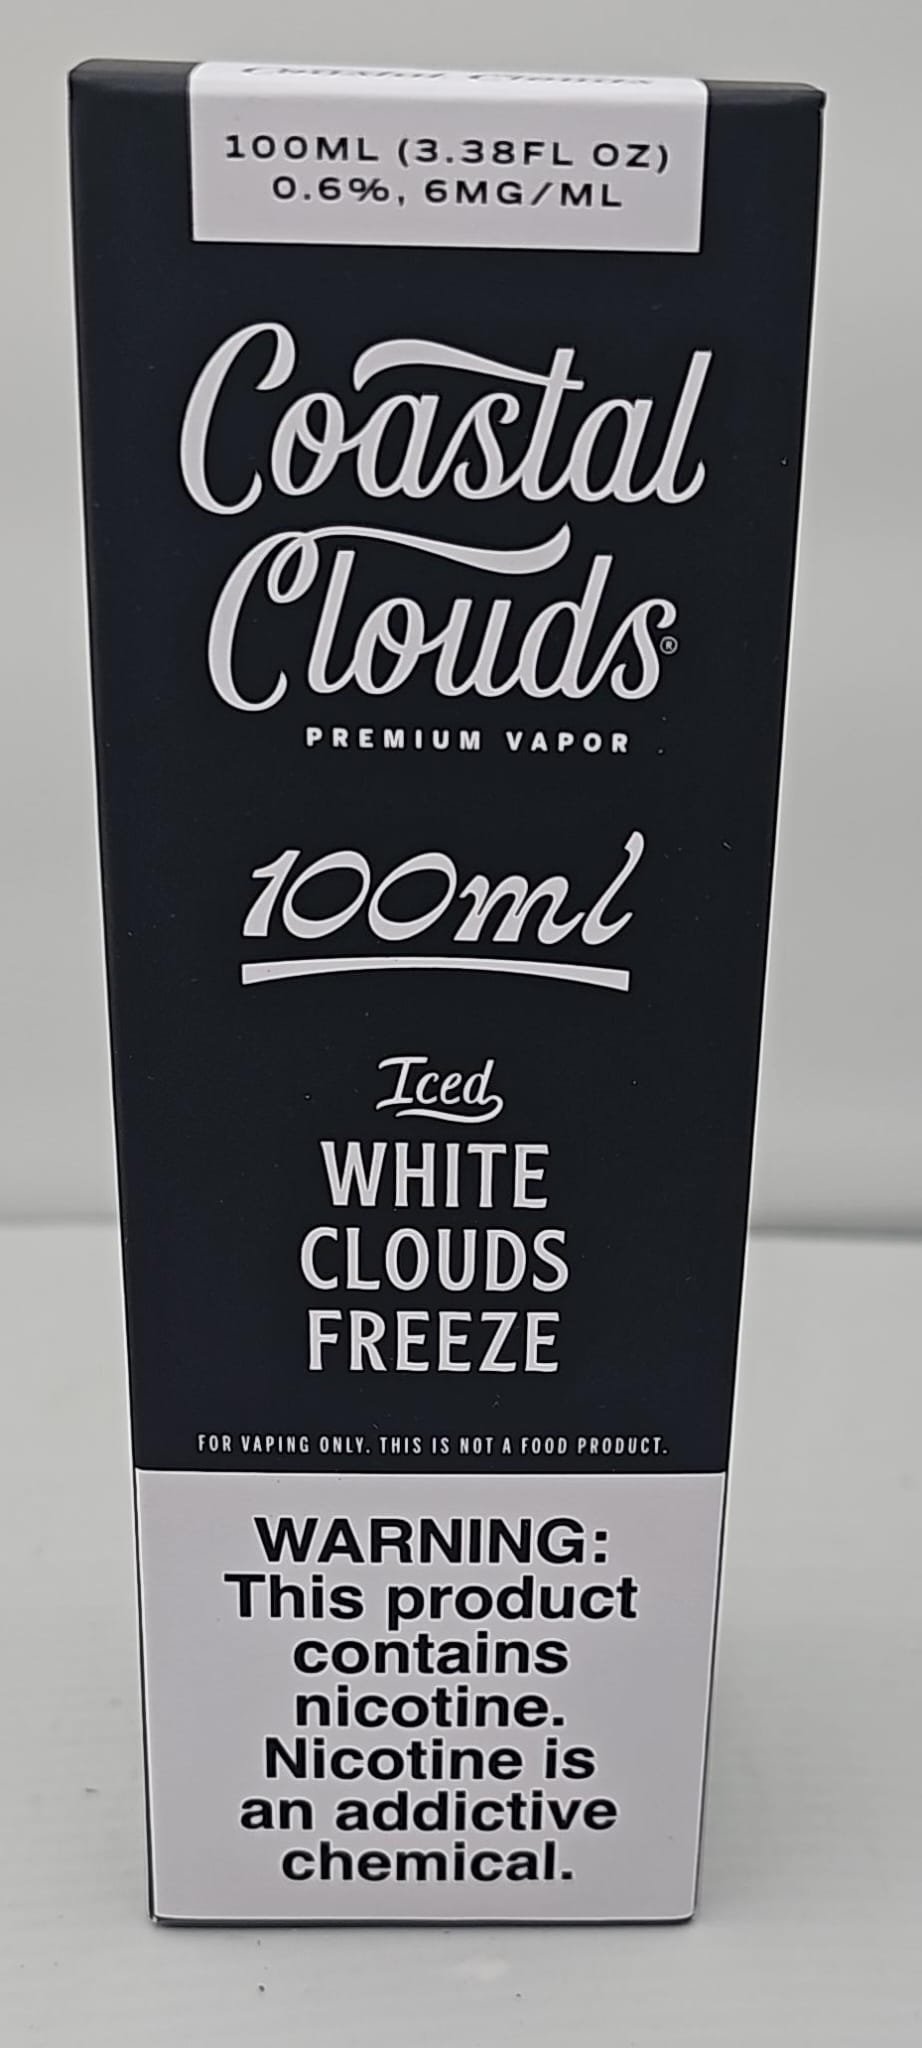 100ML (3.38FL OZ)
0.6%, 6MG/ML
Coastal
Clouds®
PREMIUM VAPOR
100ml
Iced
WHITE
CLOUDS
FREEZE
FOR VAPING ONLY. THIS IS NOT A FOOD PRODUCT.
WARNING:
This product
contains
nicotine.
Nicotine is
an addictive
chemical.